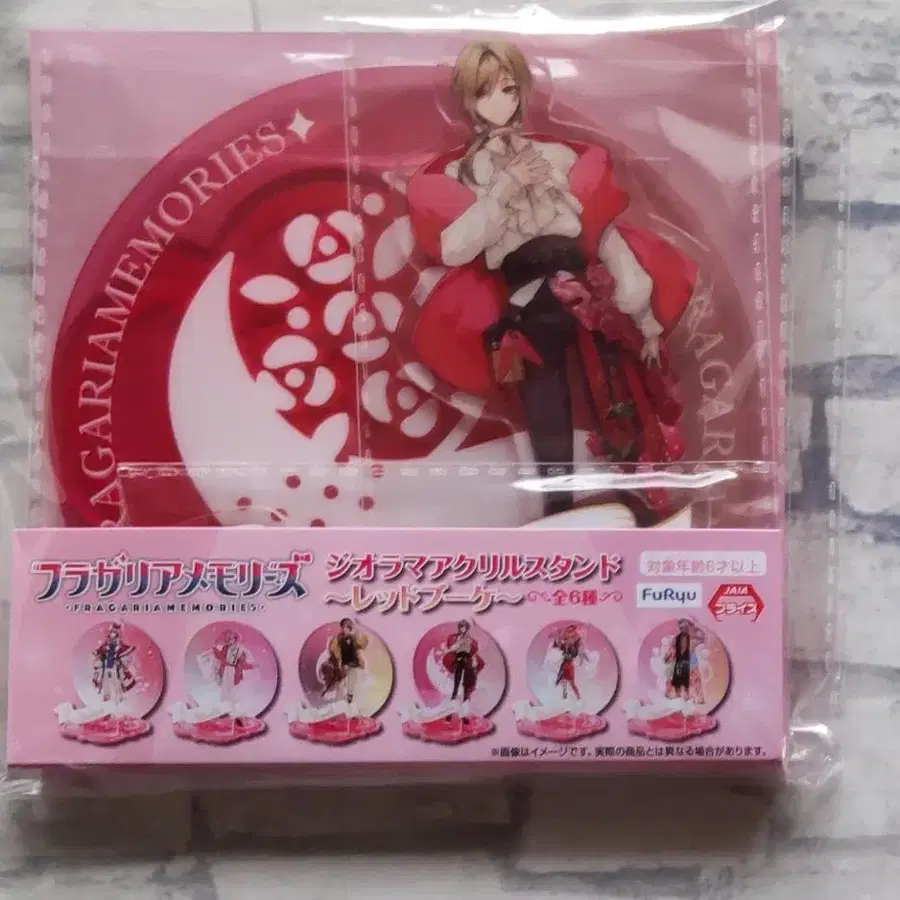 FRAGARIAMEMORIES
RAGAR
フラガリアメモリーズ
・FRAGARIAMEMORIES・
ジオラマアクリルスタンド
～レッドブーケ～ 全6種
対象年齢6才以上
FuRyu
JAIA
プライズ
※画像はイメージです。実際の商品とは異なる場合があります。